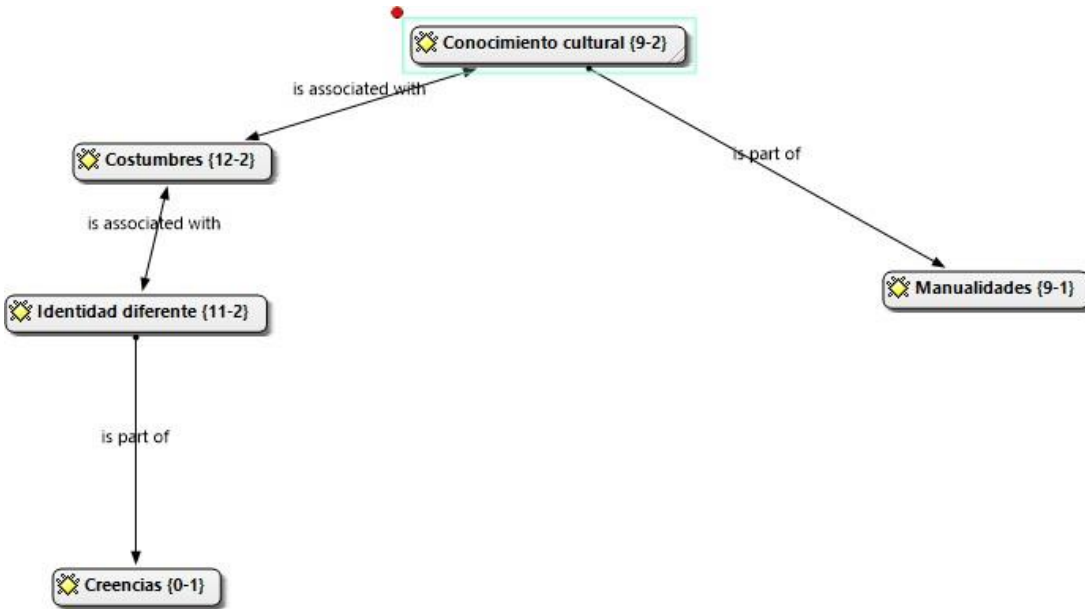 Conocimiento cultural {9-2}
is associated with
Costumbres {12-2}
is part of
is associated with
Manualidades {9-1}
Identidad diferente {11-2}
is part of
Creencias {0-1}